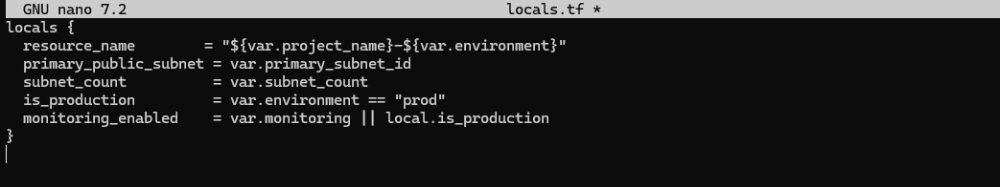 GNU nano 7.2 locals.tf *
locals {
  resource_name        = "${var.project_name}-${var.environment}"
  primary_public_subnet = var.primary_subnet_id
  subnet_count          = var.subnet_count
  is_production         = var.environment == "prod"
  monitoring_enabled    = var.monitoring || local.is_production
}